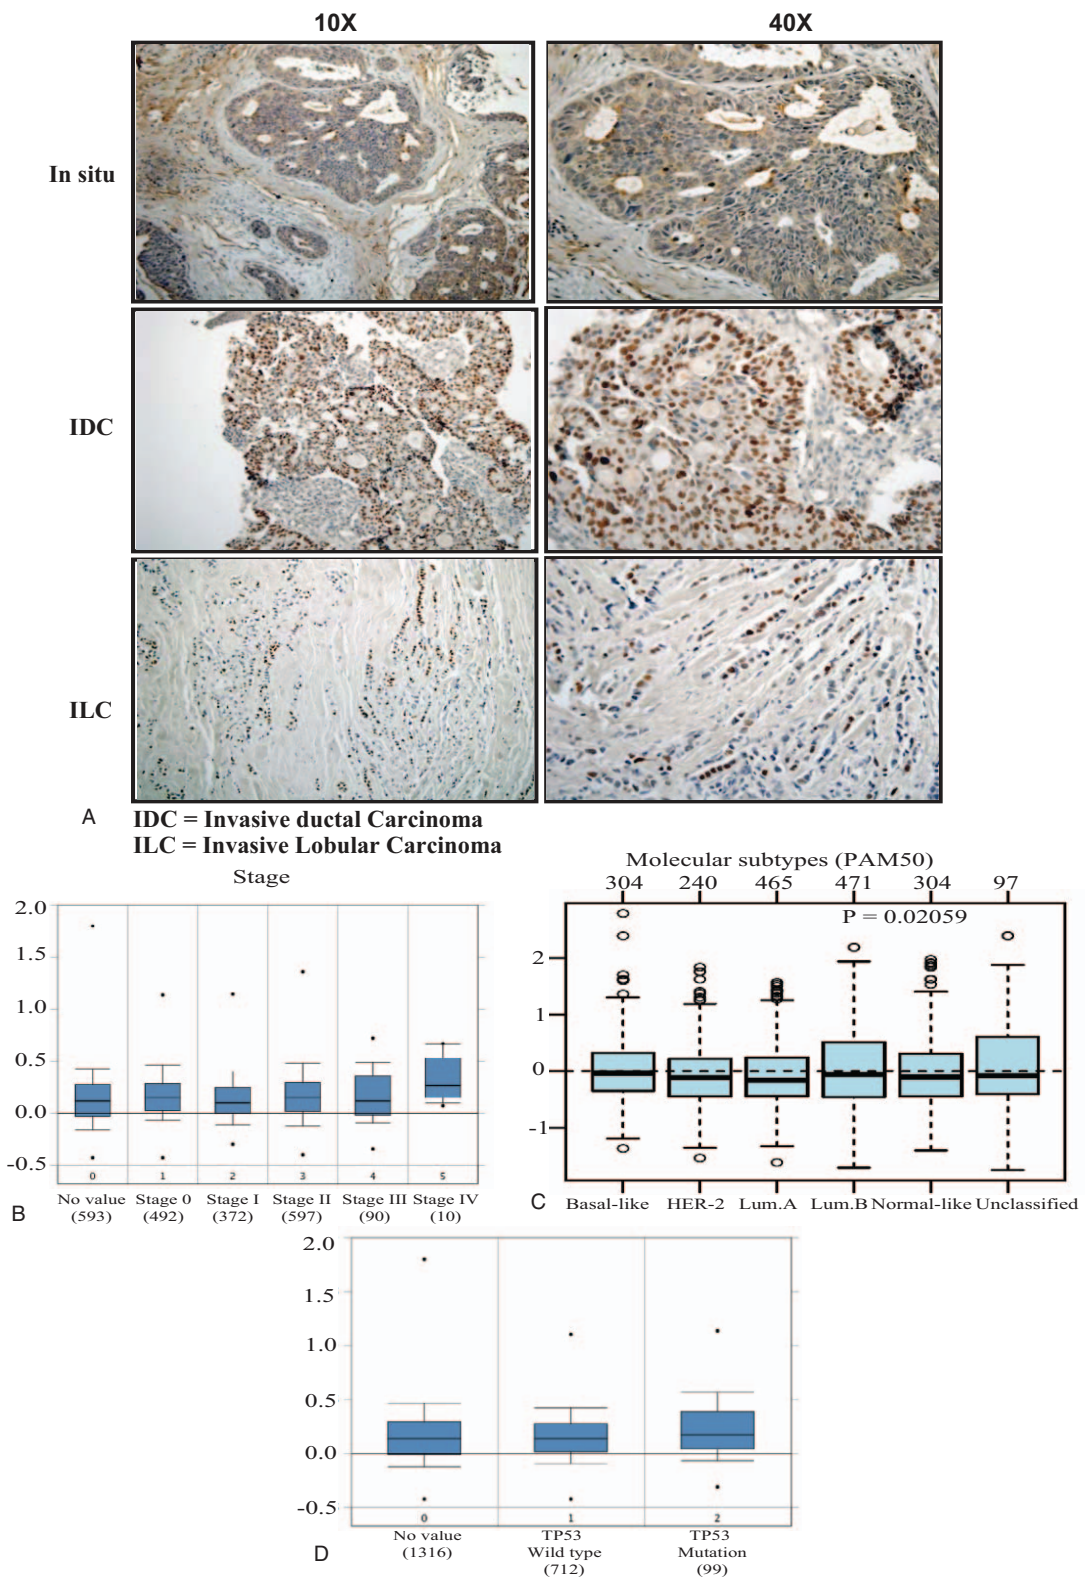 10X 40X
In situ
IDC
ILC
A
IDC = Invasive ductal Carcinoma
ILC = Invasive Lobular Carcinoma
Stage
2.0
1.5
1.0
0.5
0.0
-0.5
0 1 2 3 4 5
No value Stage 0 Stage I Stage II Stage III Stage IV
(593) (492) (372) (597) (90) (10)
B
Molecular subtypes (PAM50)
304 240 465 471 304 97
P = 0.02059
2
1
0
-1
Basal-like HER-2 Lum.A Lum.B Normal-like Unclassified
C
2.0
1.5
1.0
0.5
0.0
-0.5
0 1 2
No value TP53 TP53
(1316) Wild type Mutation
(712) (99)
D